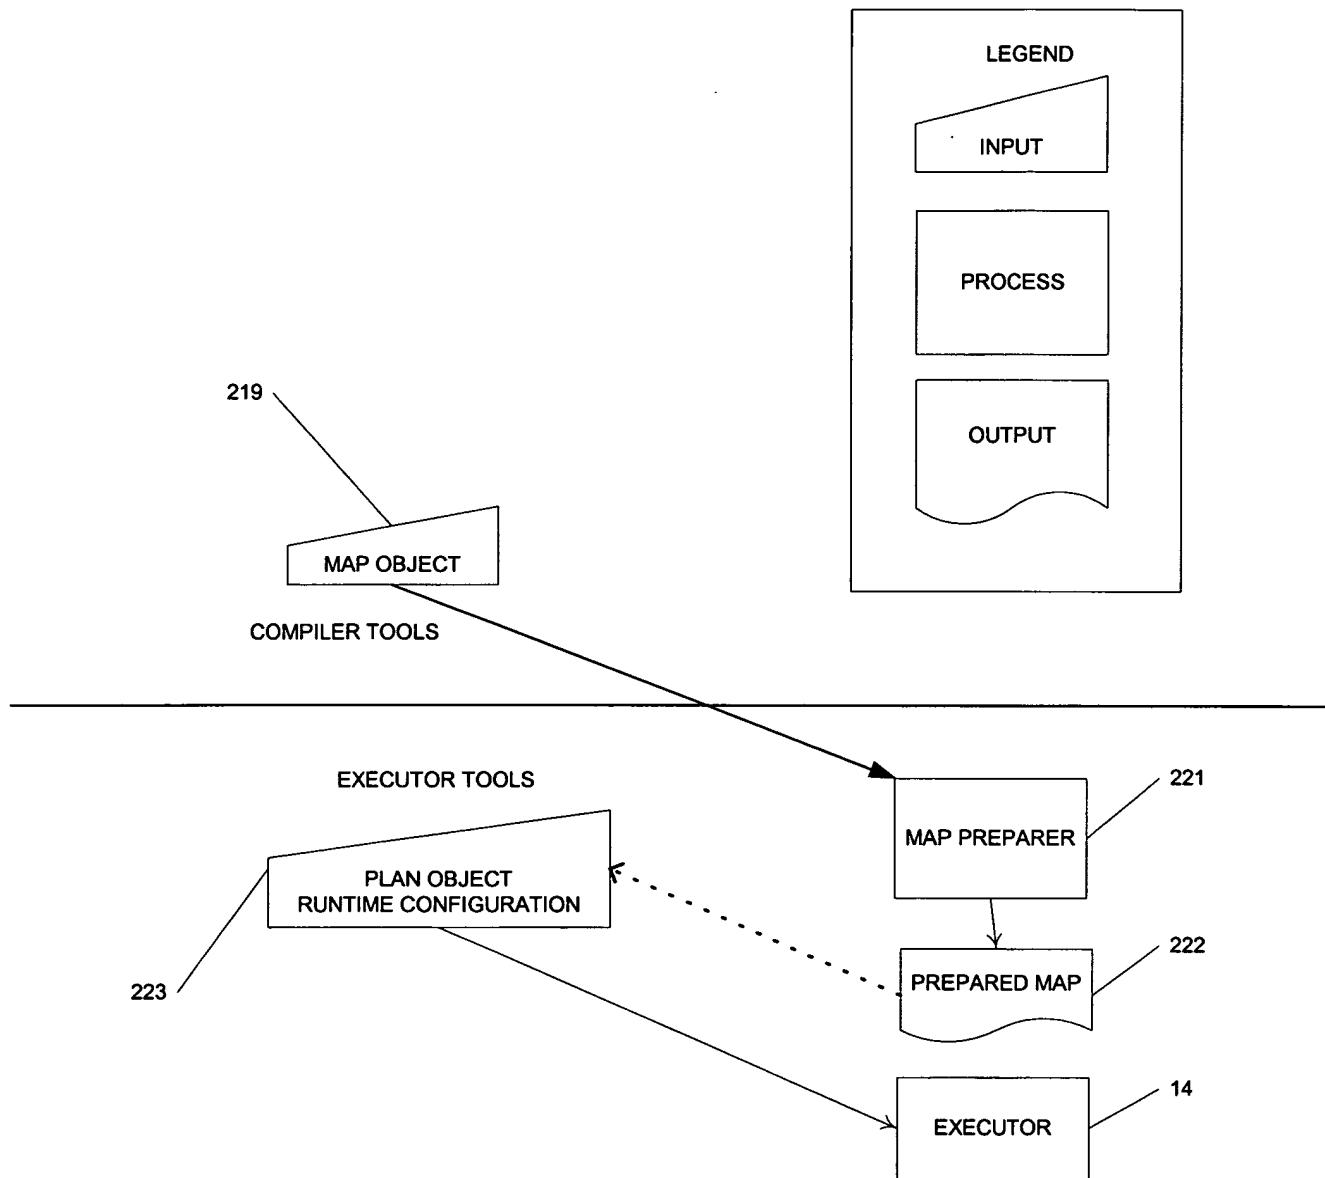 LEGEND
INPUT
PROCESS
OUTPUT
219
MAP OBJECT
COMPILER TOOLS
EXECUTOR TOOLS
221
MAP PREPARER
PLAN OBJECT
RUNTIME CONFIGURATION
222
PREPARED MAP
223
14
EXECUTOR